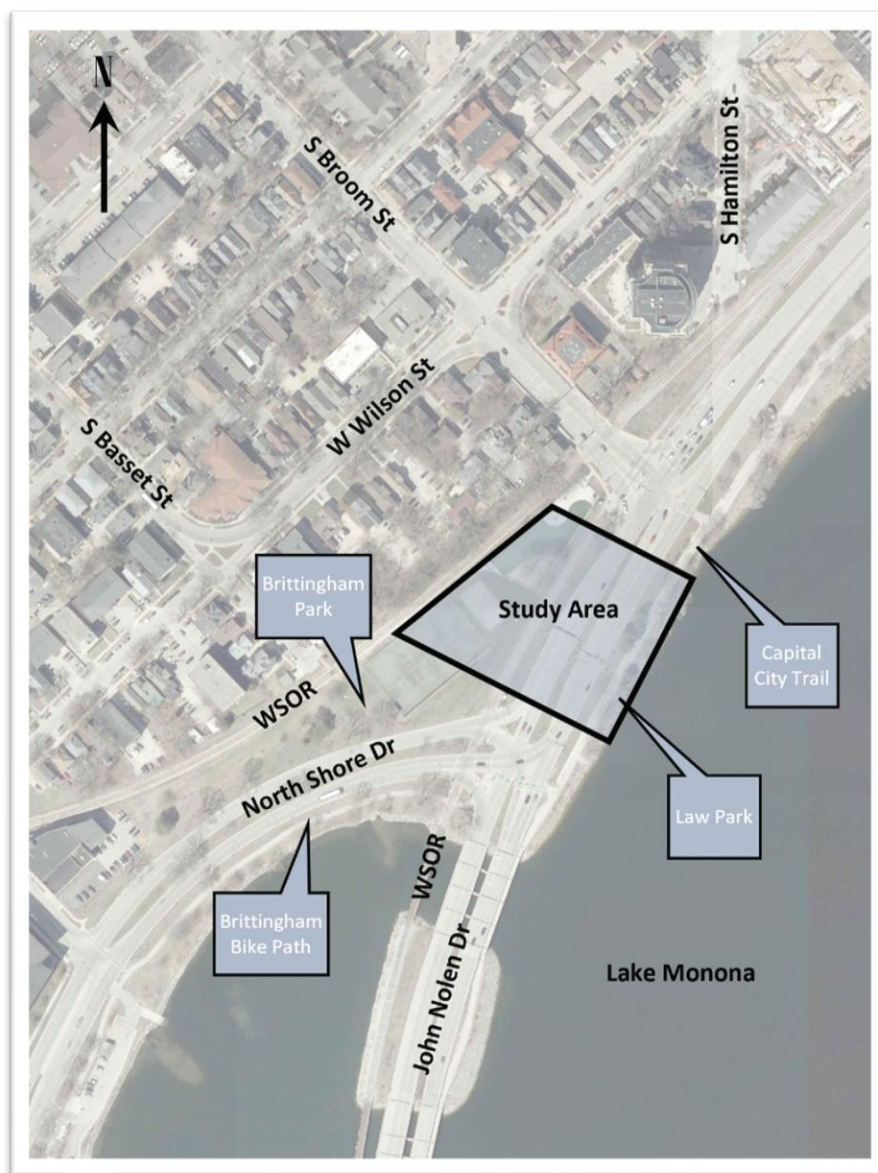 N
S Broom St
S Hamilton St
S Basset St
W Wilson St
Brittingham
Park
Study Area
Capital
City Trail
WSOR
North Shore Dr
Law Park
WSOR
Brittingham
Bike Path
John Nolen Dr
Lake Monona